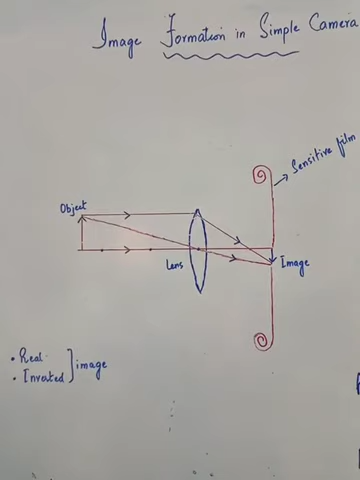 Image Formation in Simple Camera
Sensitive film
Object
Lens
Image
• Real
• Inverted ] image